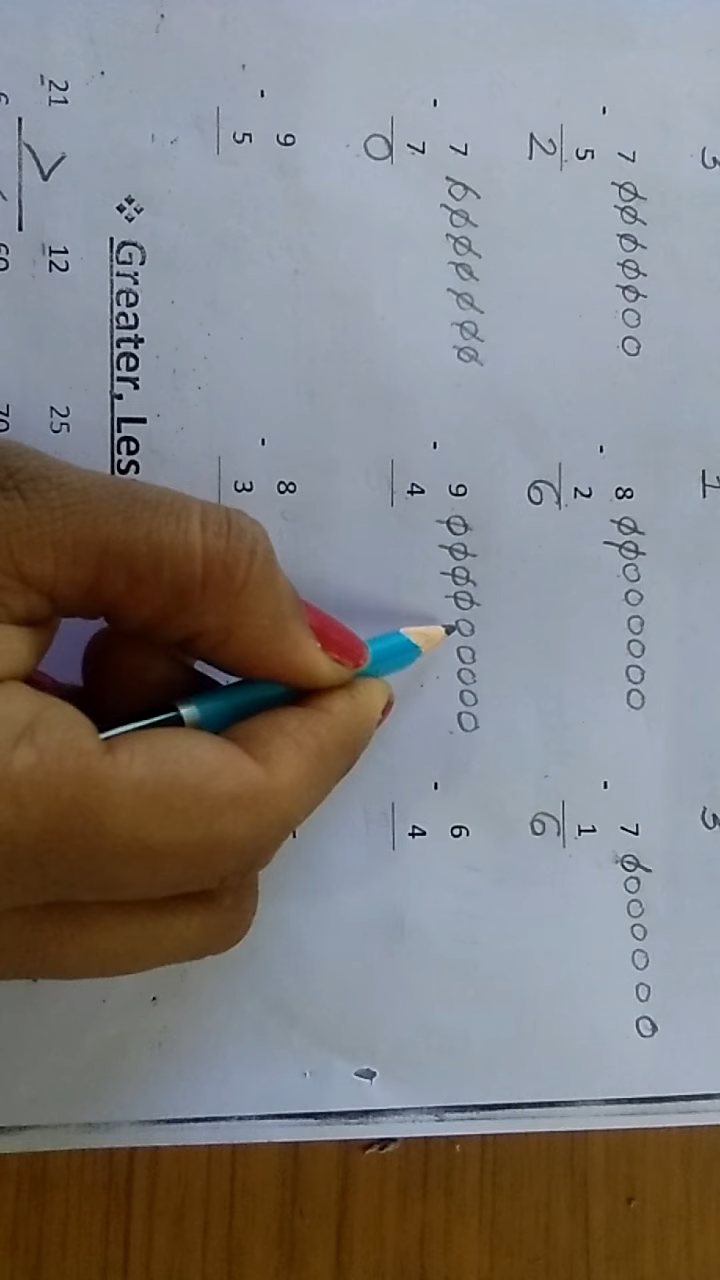 1
7 8 7
- 5 - 2 - 1
2 6 6
7 9 6
- 7 - 4 - 4
0
9 8
- 5 - 3 -
❖ Greater, Les
21 > 12 25